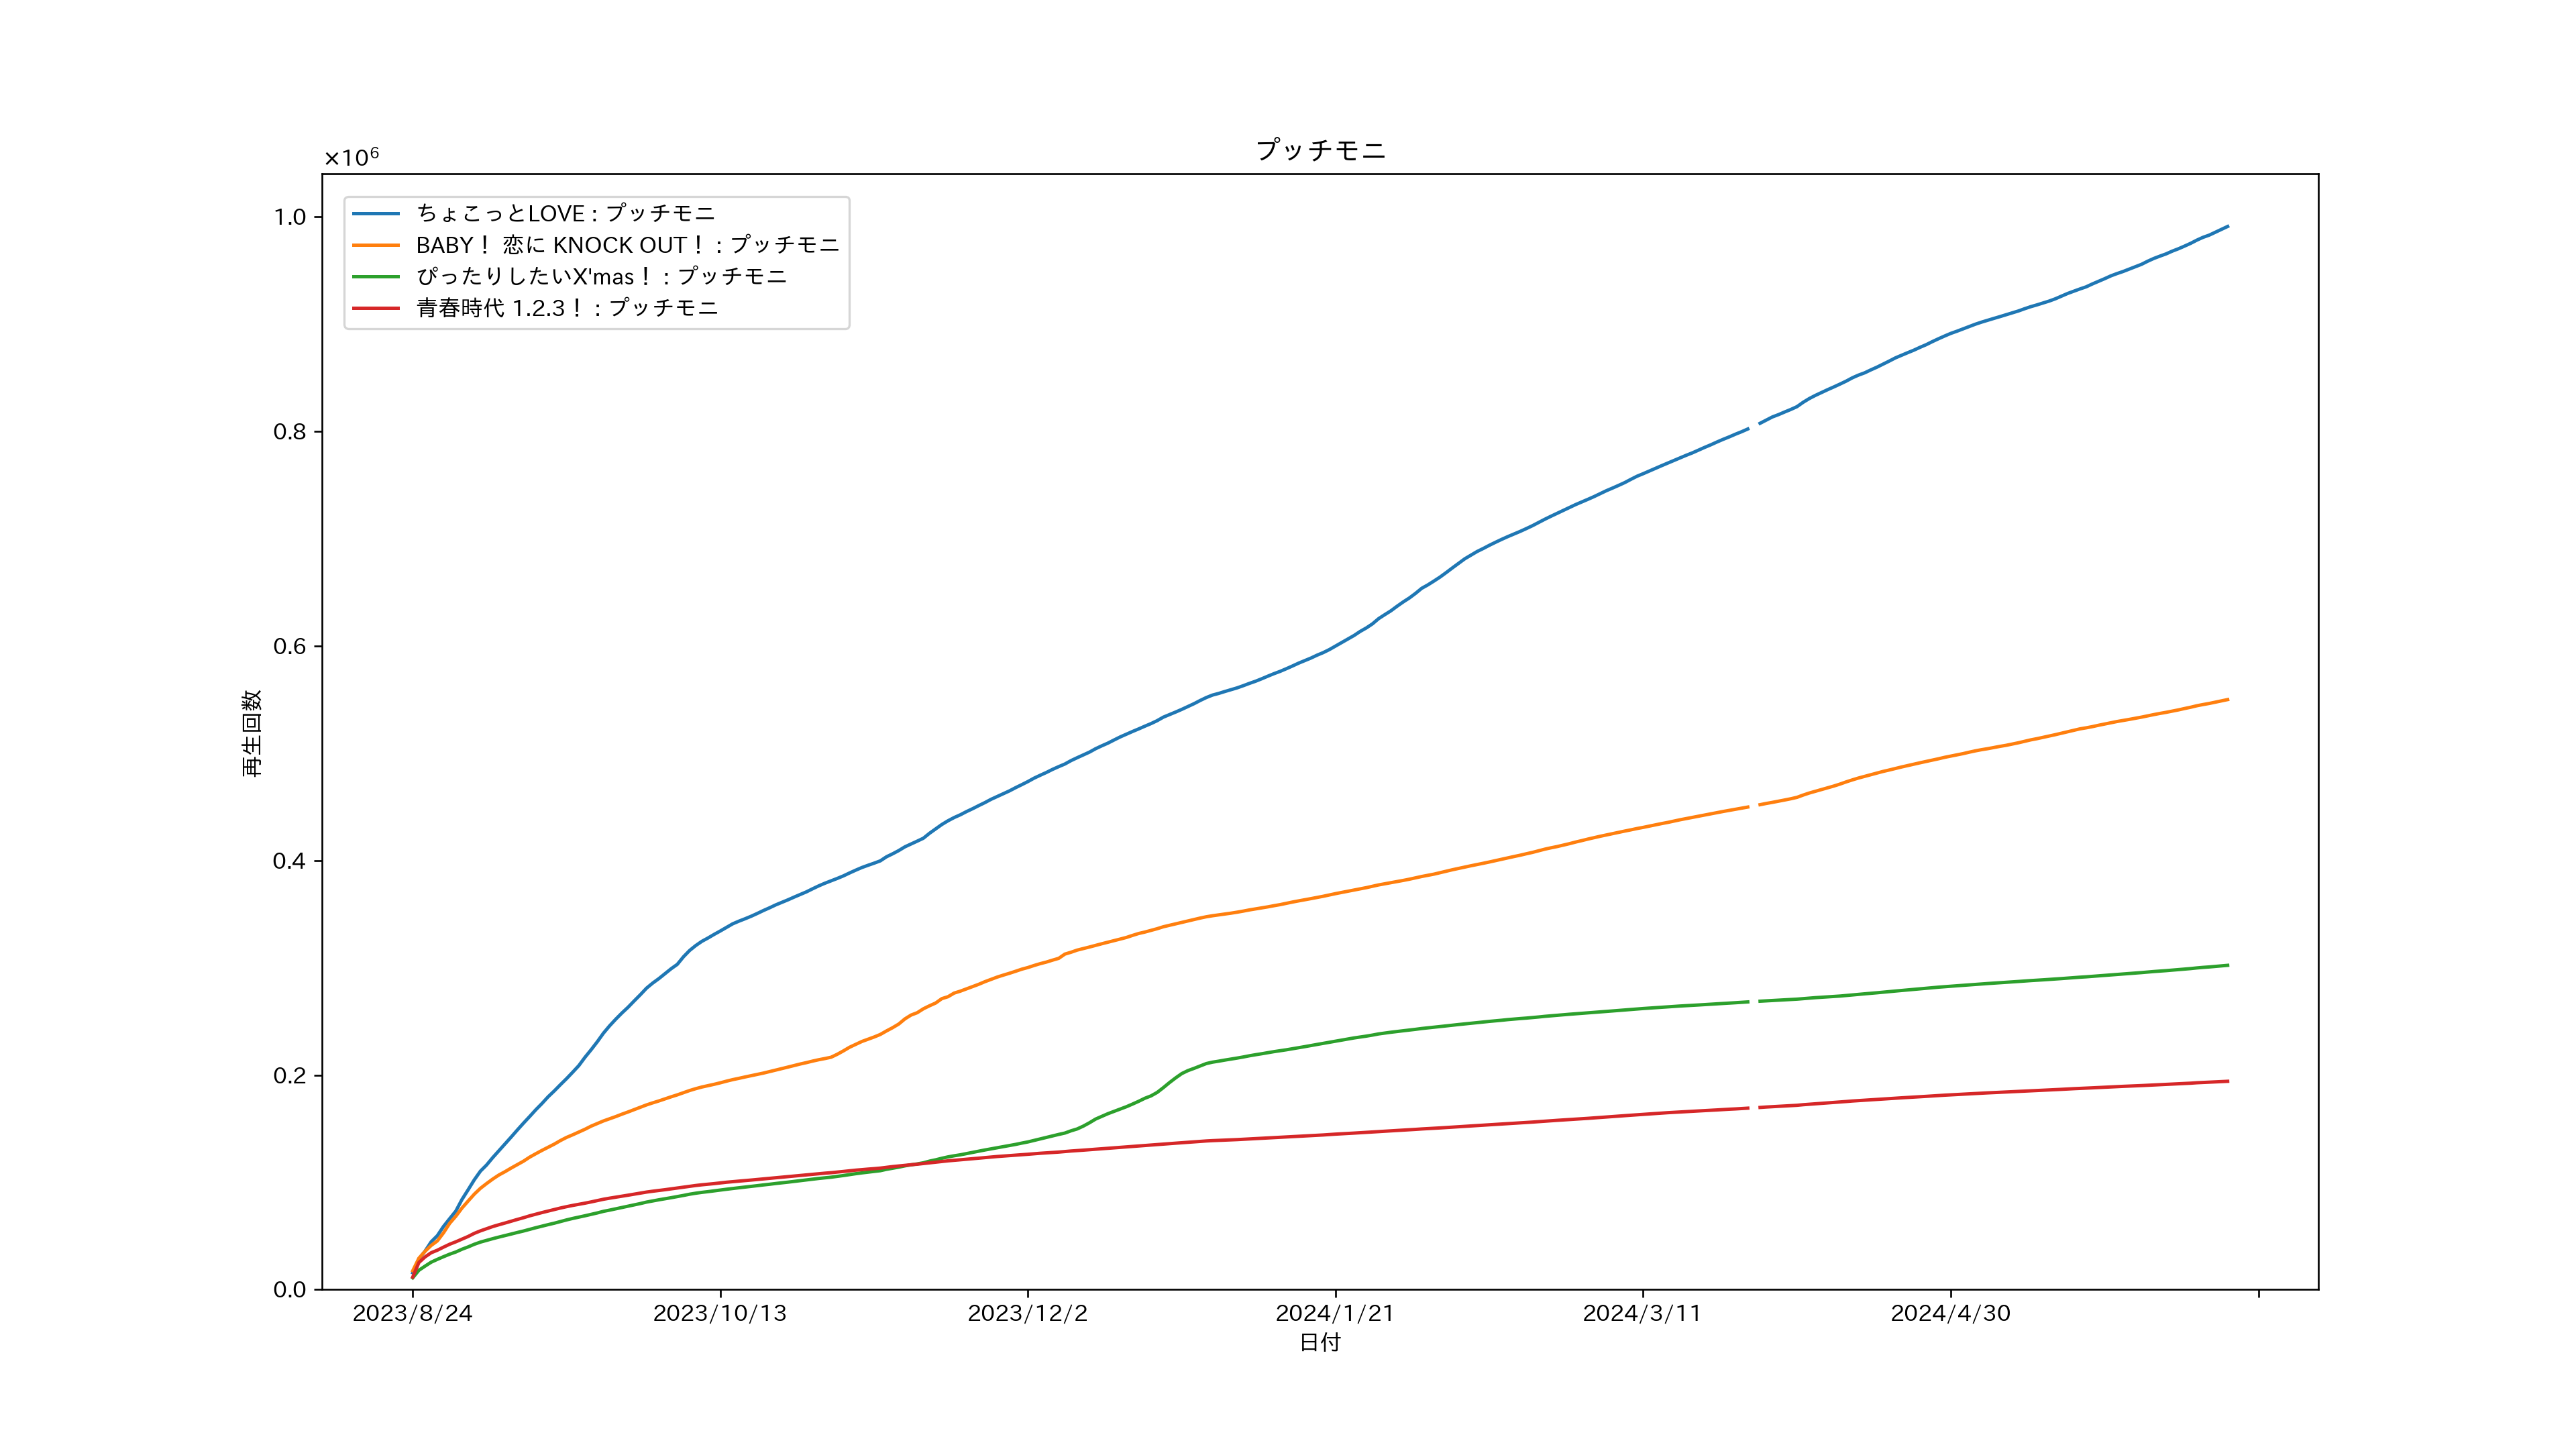 プッチモニ
×10⁶
1.0
0.8
0.6
0.4
0.2
0.0
再生回数
ちょこっとLOVE : プッチモニ
BABY！ 恋に KNOCK OUT！ : プッチモニ
ぴったりしたいX'mas！ : プッチモニ
青春時代 1.2.3！ : プッチモニ
2023/8/24
2023/10/13
2023/12/2
2024/1/21
2024/3/11
2024/4/30
日付